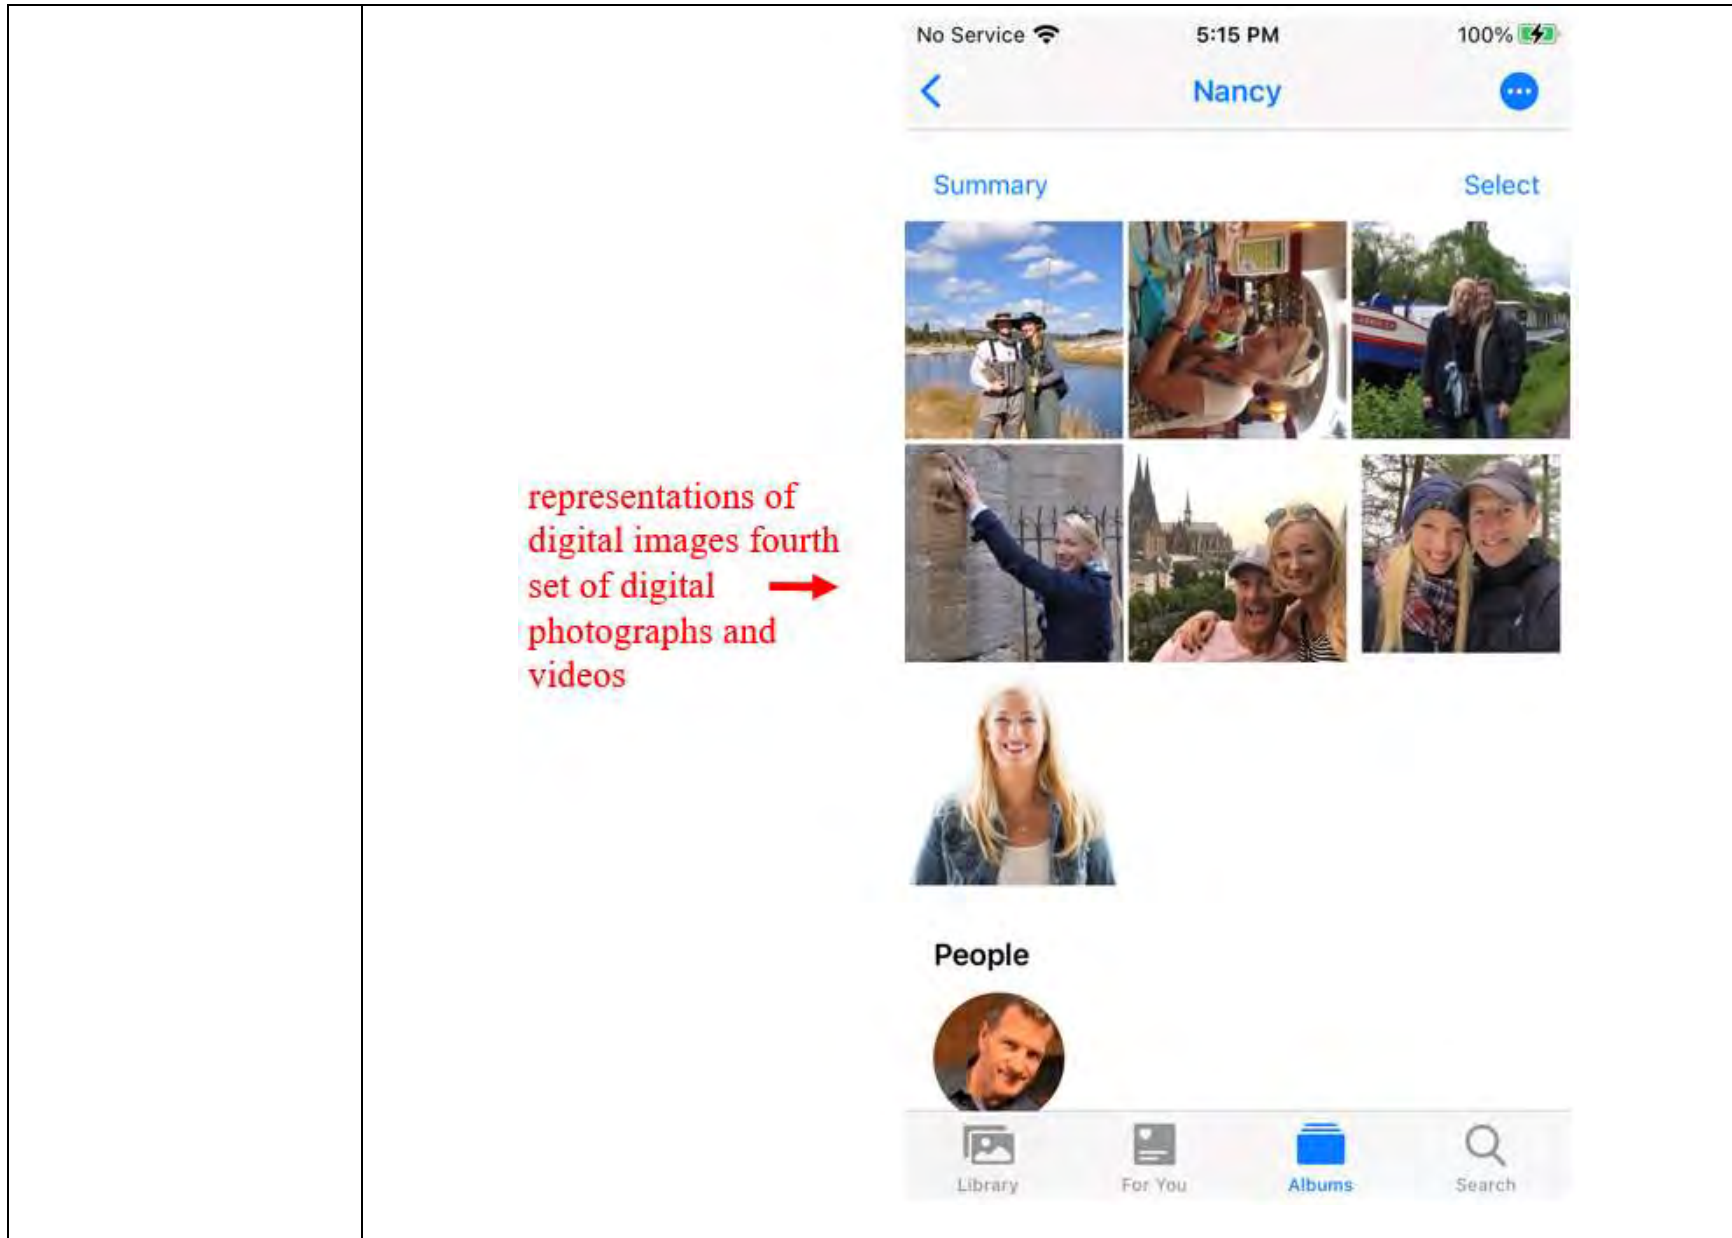 No Service 5:15 PM 100%
Nancy
Summary Select
representations of
digital images fourth
set of digital
photographs and
videos
People
Library For You Albums Search